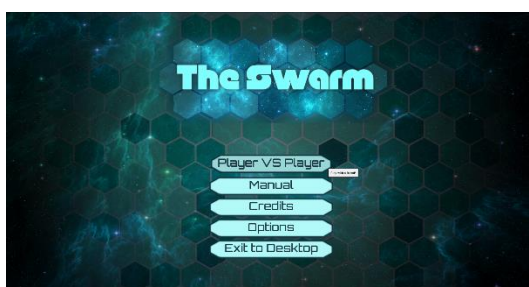 The Swarm
Player VS Player
Manual
Credits
Options
Exit to Desktop